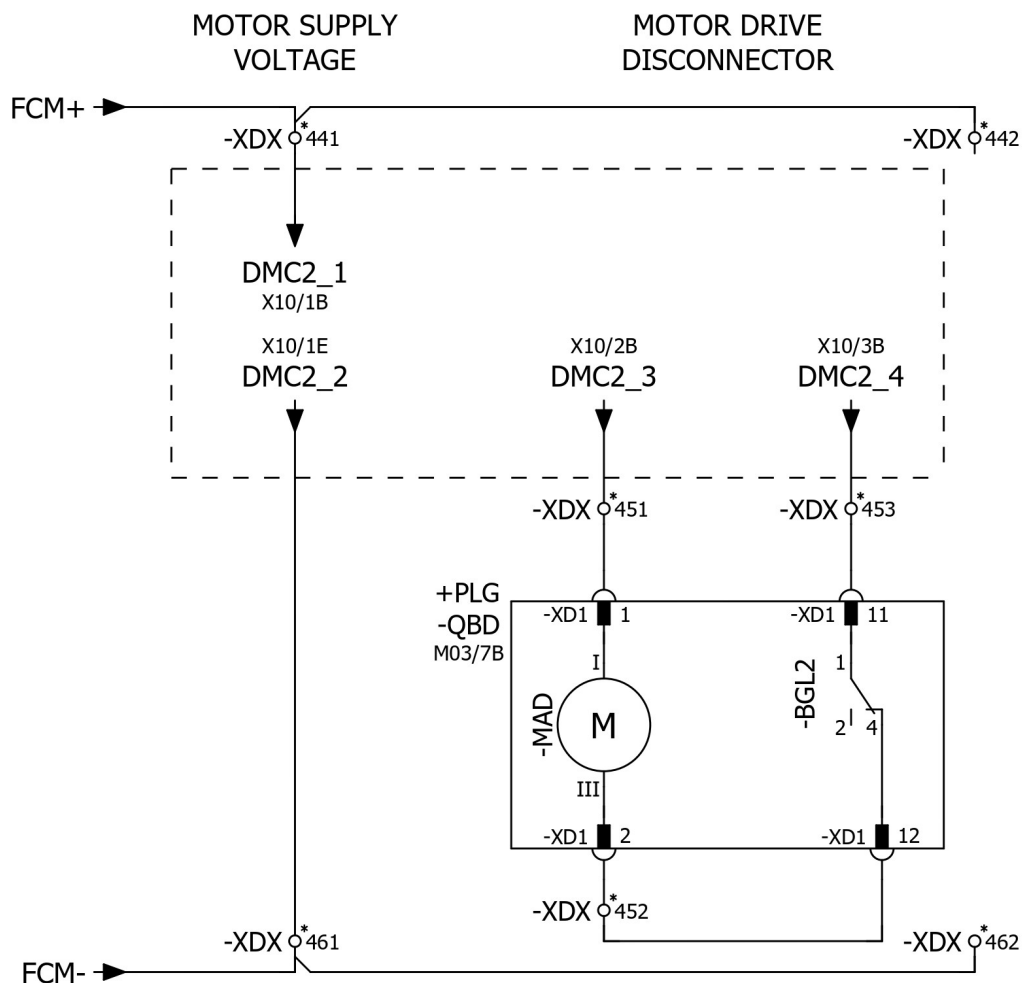 MOTOR SUPPLY
VOLTAGE
MOTOR DRIVE
DISCONNECTOR
FCM+
-XDX * 441
-XDX * 442
DMC2_1
X10/1B
X10/1E
DMC2_2
X10/2B
DMC2_3
X10/3B
DMC2_4
-XDX * 451
-XDX * 453
+PLG
-QBD
M03/7B
-XD1 1
-XD1 11
I
-MAD
M
III
1
-BGL2
2 4
-XD1 2
-XD1 12
-XDX * 452
-XDX * 461
-XDX * 462
FCM-